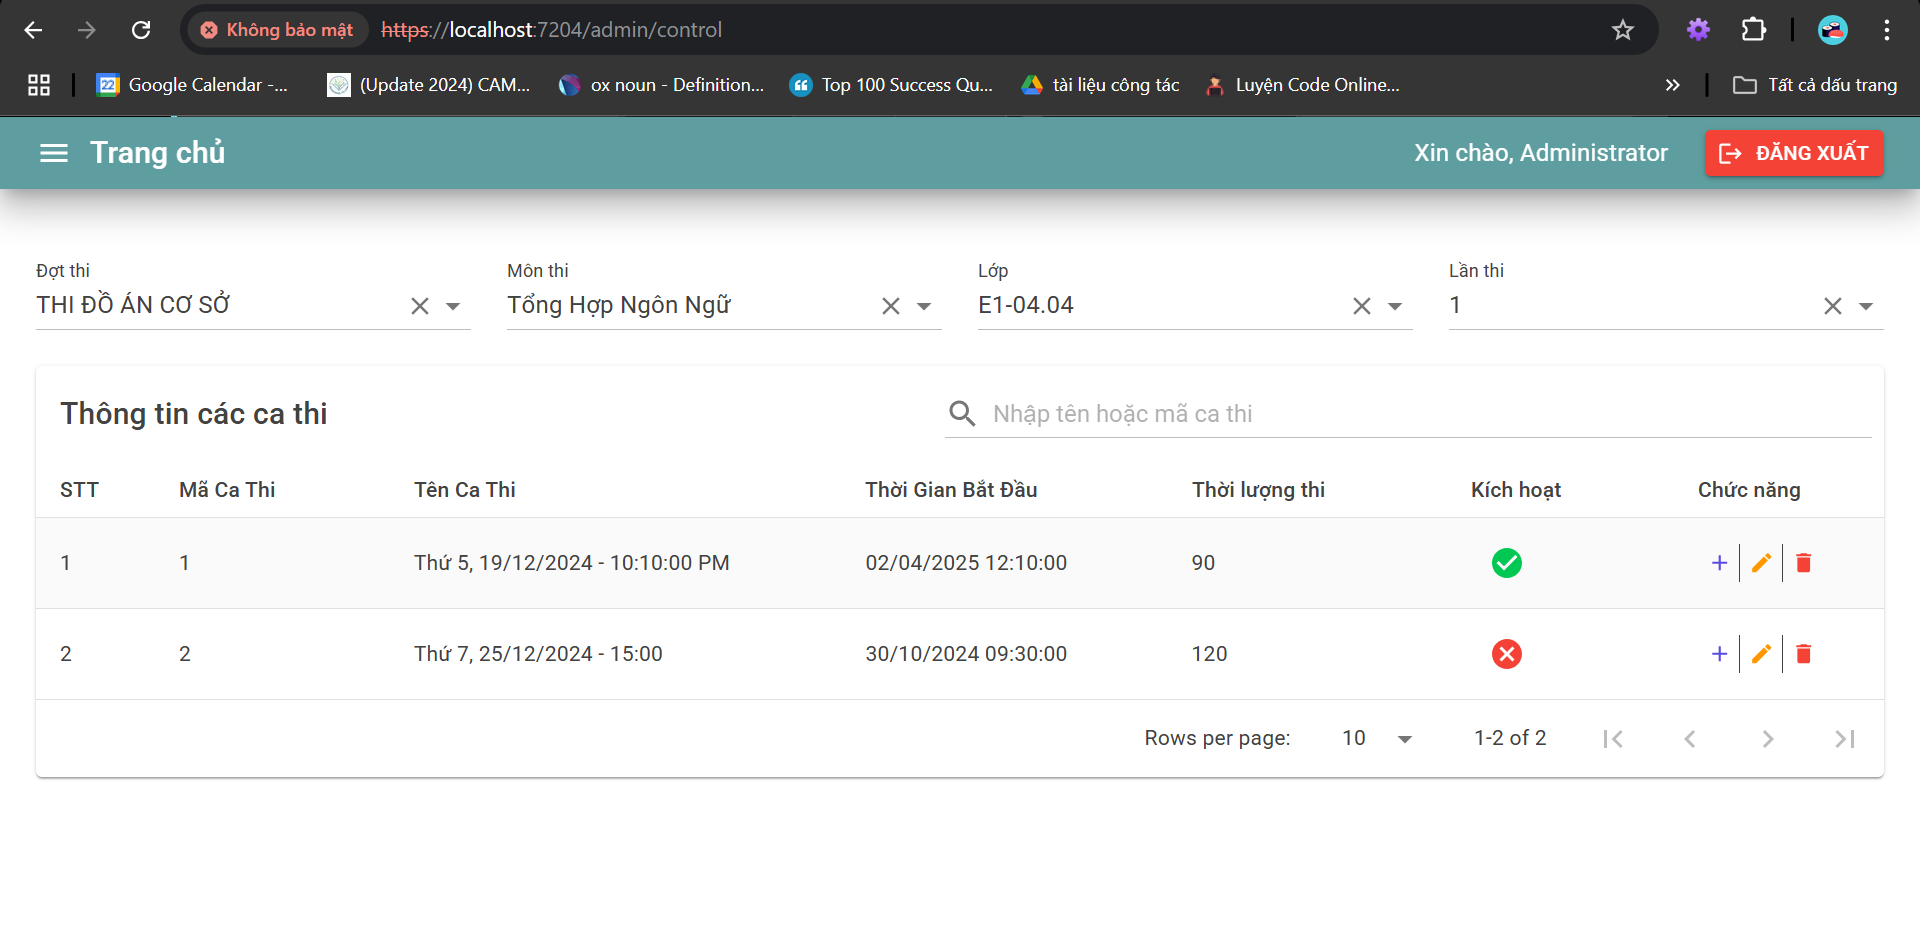 Không bảo mật https://localhost:7204/admin/control
22 Google Calendar -... (Update 2024) CAM... ox noun - Definition... Top 100 Success Qu... tài liệu công tác Luyện Code Online... Tất cả dấu trang
Trang chủ Xin chào, Administrator ĐĂNG XUẤT
Đợt thi Môn thi Lớp Lần thi
THI ĐỒ ÁN CƠ SỞ Tổng Hợp Ngôn Ngữ E1-04.04 1
Thông tin các ca thi Nhập tên hoặc mã ca thi
STT Mã Ca Thi Tên Ca Thi Thời Gian Bắt Đầu Thời lượng thi Kích hoạt Chức năng
1 1 Thứ 5, 19/12/2024 - 10:10:00 PM 02/04/2025 12:10:00 90
2 2 Thứ 7, 25/12/2024 - 15:00 30/10/2024 09:30:00 120
Rows per page: 10 1-2 of 2